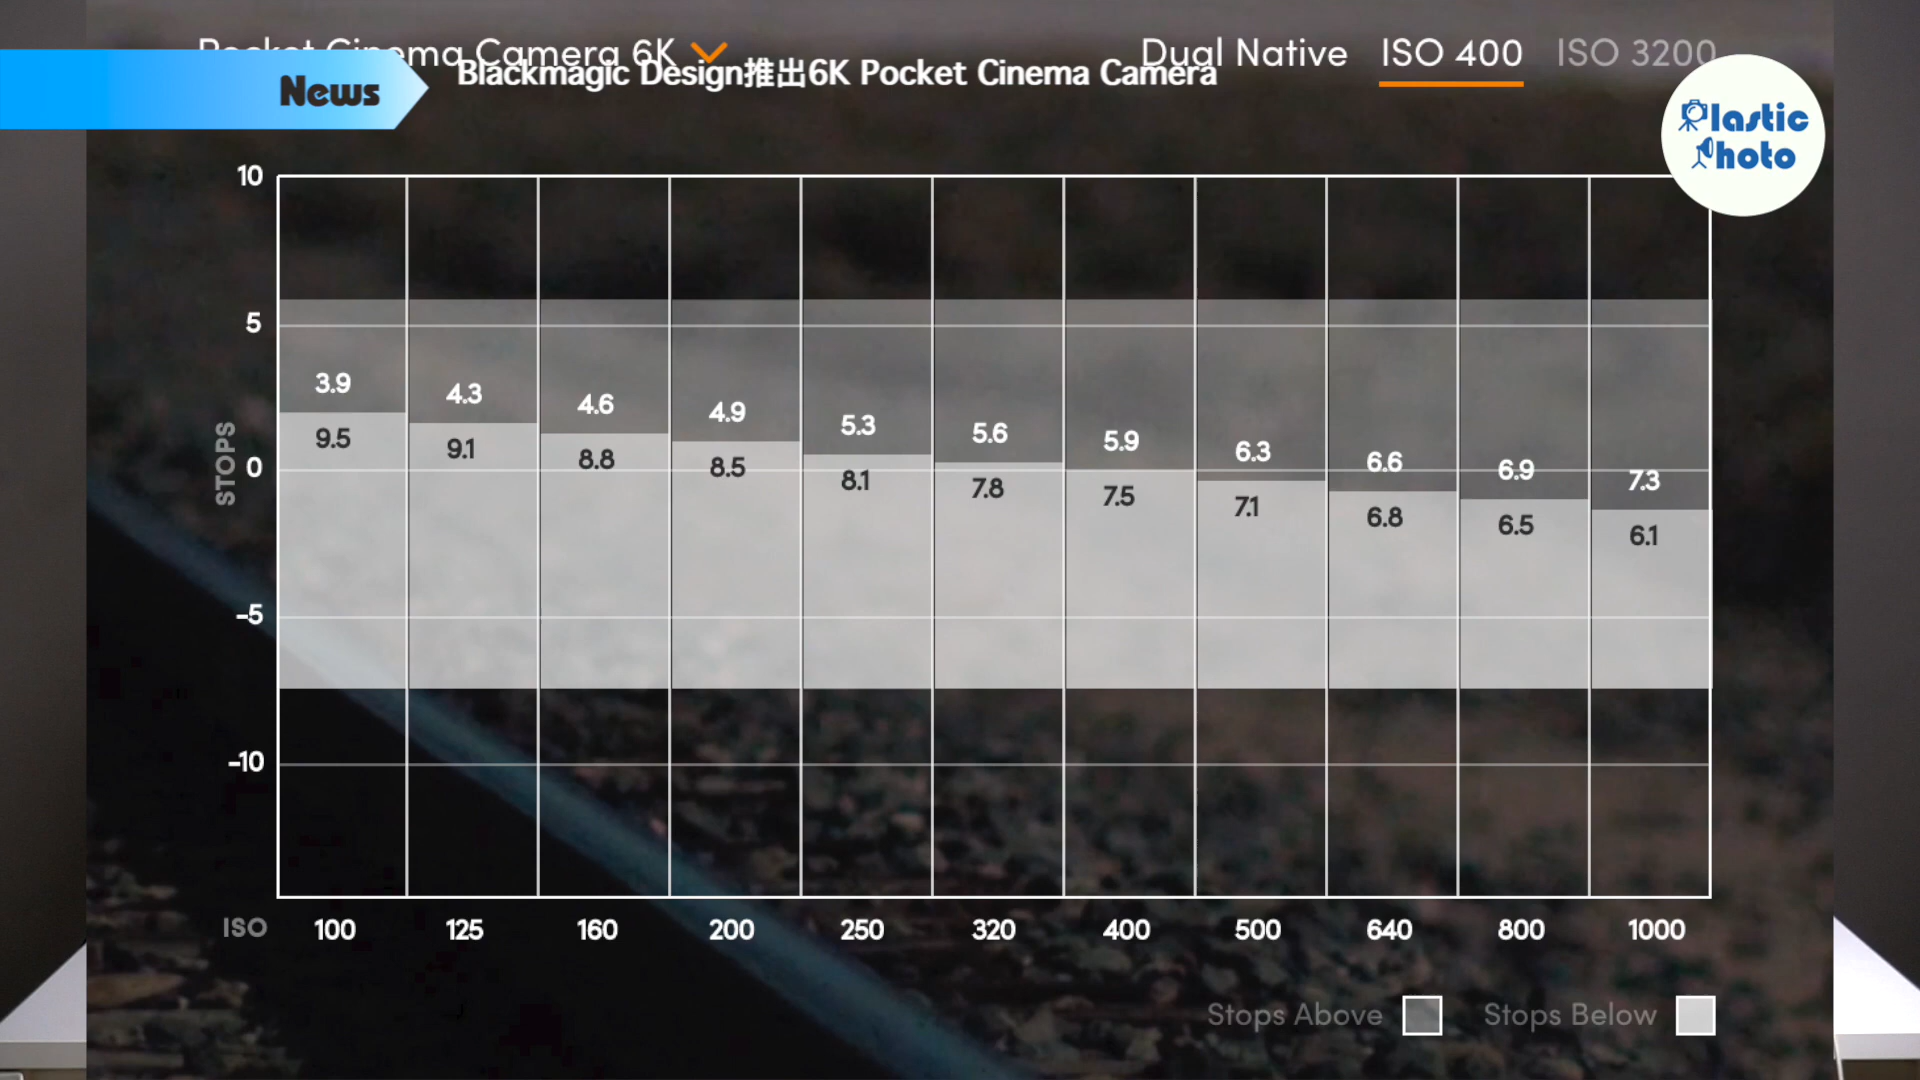 Pocket Cinema Camera 6K
Dual Native ISO 400 ISO 3200
News
Blackmagic Design推出6K Pocket Cinema Camera
Plastic
Photo
10
5
0
-5
-10
STOPS
3.9 4.3 4.6 4.9 5.3 5.6 5.9 6.3 6.6 6.9 7.3
9.5 9.1 8.8 8.5 8.1 7.8 7.5 7.1 6.8 6.5 6.1
ISO 100 125 160 200 250 320 400 500 640 800 1000
Stops Above Stops Below